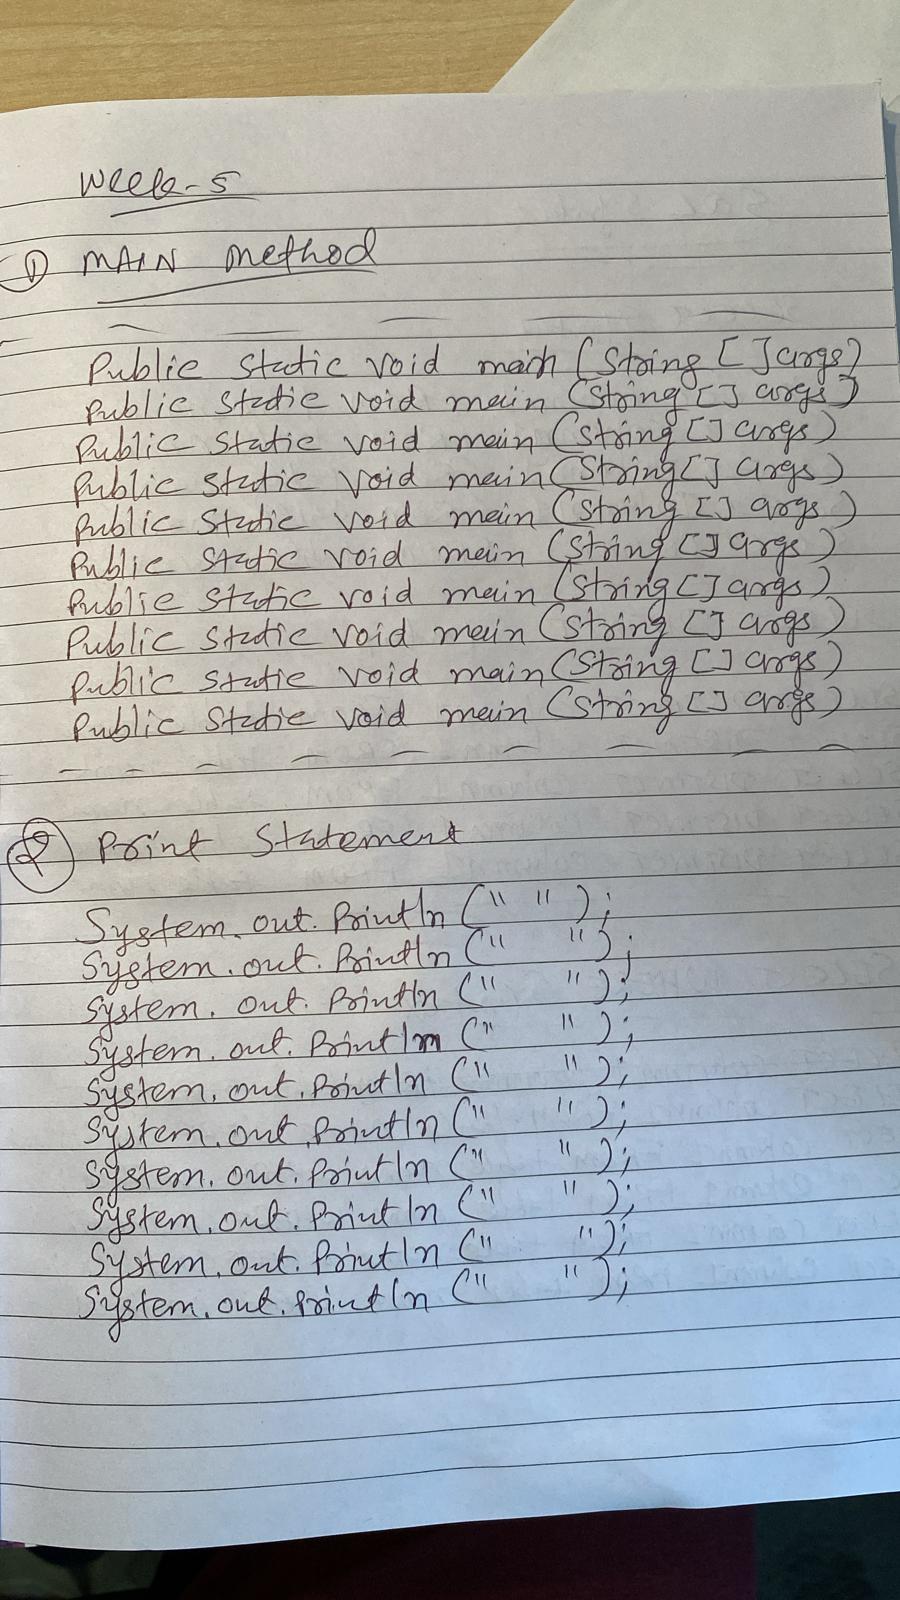 Week-5
① MAIN method
Public Static void main (String [] args)
Public Static void main (String [] args)
Public Static void main (String [] args)
Public Static void main (String [] args)
Public Static void main (String [] args)
Public Static void main (String [] args)
Public Static void main (String [] args)
Public Static void main (String [] args)
Public Static void main (String [] args)
Public Static void main (String [] args)
② Print Statement
System.out.Println (" ");
System.out.Println (" ");
System.out.Println (" ");
System.out.Println (" ");
System.out.Println (" ");
System.out.Println (" ");
System.out.Println (" ");
System.out.Println (" ");
System.out.Println (" ");
System.out.println (" ");